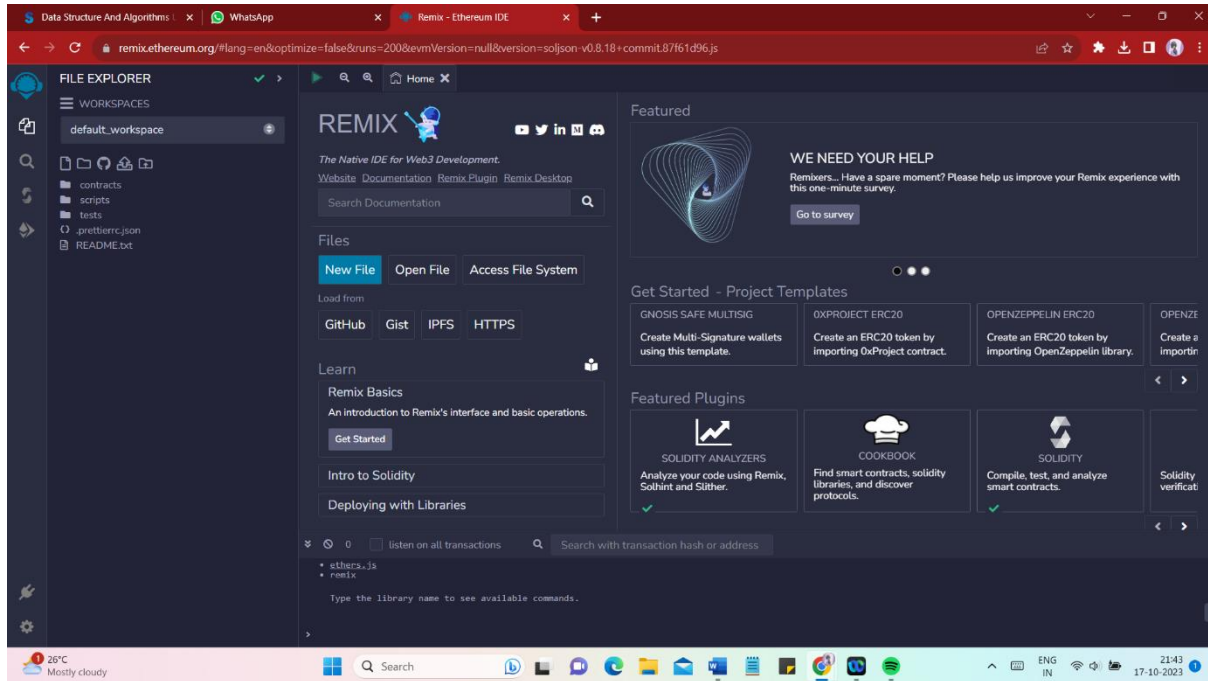 Data Structure And Algorithms
WhatsApp
Remix - Ethereum IDE
remix.ethereum.org/#lang=en&optimize=false&runs=200&evmVersion=null&version=soljson-v0.8.18+commit.87f61d96.js
FILE EXPLORER
WORKSPACES
default_workspace
contracts
scripts
tests
.prettierrc.json
README.txt
Home
REMIX
The Native IDE for Web3 Development.
Website Documentation Remix Plugin Remix Desktop
Search Documentation
Files
New File Open File Access File System
Load from
GitHub Gist IPFS HTTPS
Learn
Remix Basics
An introduction to Remix's interface and basic operations.
Get Started
Intro to Solidity
Deploying with Libraries
Featured
WE NEED YOUR HELP
Remixers... Have a spare moment? Please help us improve your Remix experience with
this one-minute survey.
Go to survey
Get Started - Project Templates
GNOSIS SAFE MULTISIG
Create Multi-Signature wallets
using this template.
0XPROJECT ERC20
Create an ERC20 token by
importing 0xProject contract.
OPENZEPPELIN ERC20
Create an ERC20 token by
importing OpenZeppelin library.
OPENZE
Create a
importin
Featured Plugins
SOLIDITY ANALYZERS
Analyze your code using Remix,
Solhint and Slither.
COOKBOOK
Find smart contracts, solidity
libraries, and discover
protocols.
SOLIDITY
Compile, test, and analyze
smart contracts.
Solidity
verificati
0 listen on all transactions Search with transaction hash or address
• ethers.js
• remix
Type the library name to see available commands.
>
1
26°C
Mostly cloudy
Search
ENG
IN
21:43
17-10-2023
1